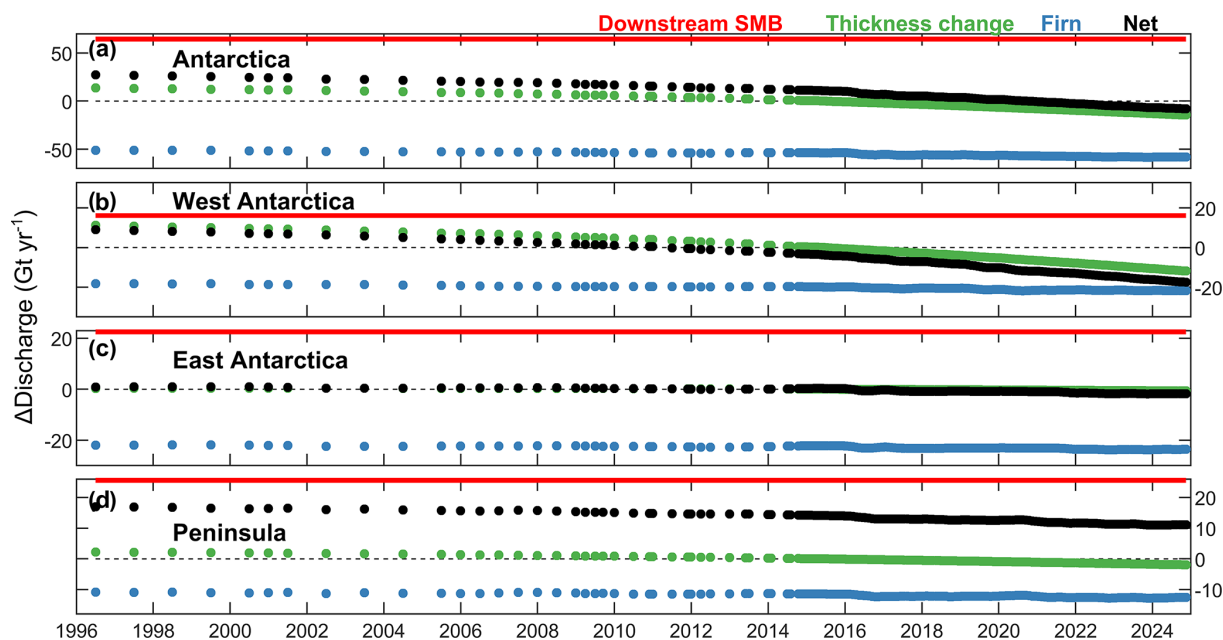 Downstream SMB Thickness change Firn Net
(a) Antarctica
50
0
-50
(b) West Antarctica
20
0
-20
ΔDischarge (Gt yr⁻¹)
(c) East Antarctica
20
0
-20
(d) Peninsula
20
10
0
-10
1996 1998 2000 2002 2004 2006 2008 2010 2012 2014 2016 2018 2020 2022 2024